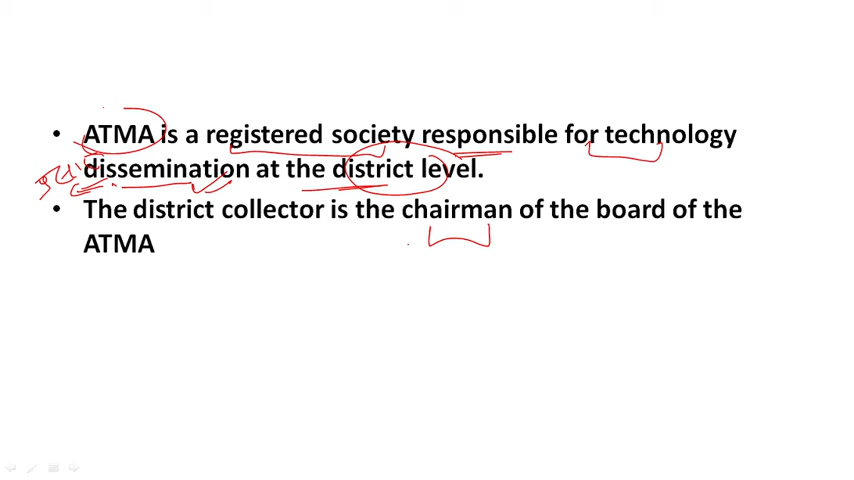 • ATMA is a registered society responsible for technology
dissemination at the district level.
• The district collector is the chairman of the board of the
ATMA